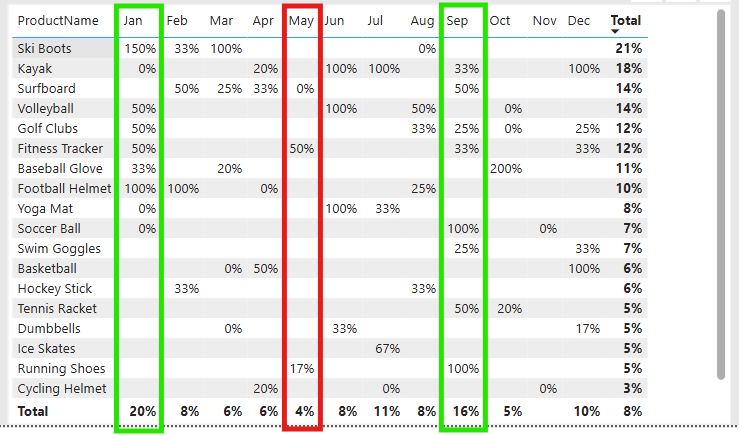 ProductName Jan Feb Mar Apr May Jun Jul Aug Sep Oct Nov Dec Total
Ski Boots 150% 33% 100% 0% 21%
Kayak 0% 20% 100% 100% 33% 100% 18%
Surfboard 50% 25% 33% 0% 50% 14%
Volleyball 50% 100% 50% 0% 14%
Golf Clubs 50% 33% 25% 0% 25% 12%
Fitness Tracker 50% 50% 33% 33% 12%
Baseball Glove 33% 20% 200% 11%
Football Helmet 100% 100% 0% 25% 10%
Yoga Mat 0% 100% 33% 8%
Soccer Ball 0% 100% 0% 7%
Swim Goggles 25% 33% 7%
Basketball 0% 50% 100% 6%
Hockey Stick 33% 33% 6%
Tennis Racket 50% 20% 5%
Dumbbells 0% 33% 17% 5%
Ice Skates 67% 5%
Running Shoes 17% 100% 5%
Cycling Helmet 20% 0% 0% 3%
Total 20% 8% 6% 6% 4% 8% 11% 8% 16% 5% 10% 8%